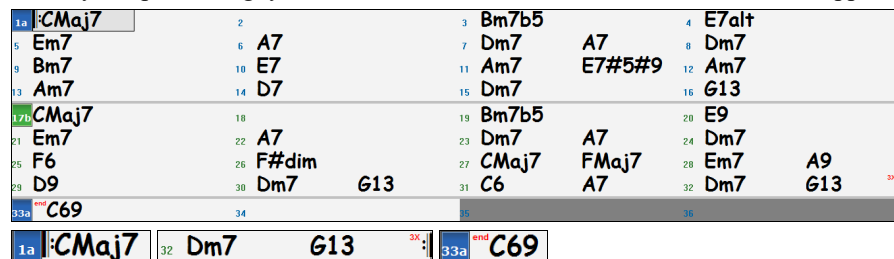 1a CMaj7 2 3 Bm7b5 4 E7alt
5 Em7 6 A7 7 Dm7 A7 8 Dm7
9 Bm7 10 E7 11 Am7 E7#5#9 12 Am7
13 Am7 14 D7 15 Dm7 16 G13
17b CMaj7 18 19 Bm7b5 20 E9
21 Em7 22 A7 23 Dm7 A7 24 Dm7
25 F6 26 F#dim 27 CMaj7 FMaj7 28 Em7 A9
29 D9 30 Dm7 G13 31 C6 A7 32 Dm7 G13 3X
33a end C69 34 35 36
1a :CMaj7 32 Dm7 G13 3X : 33a end C69